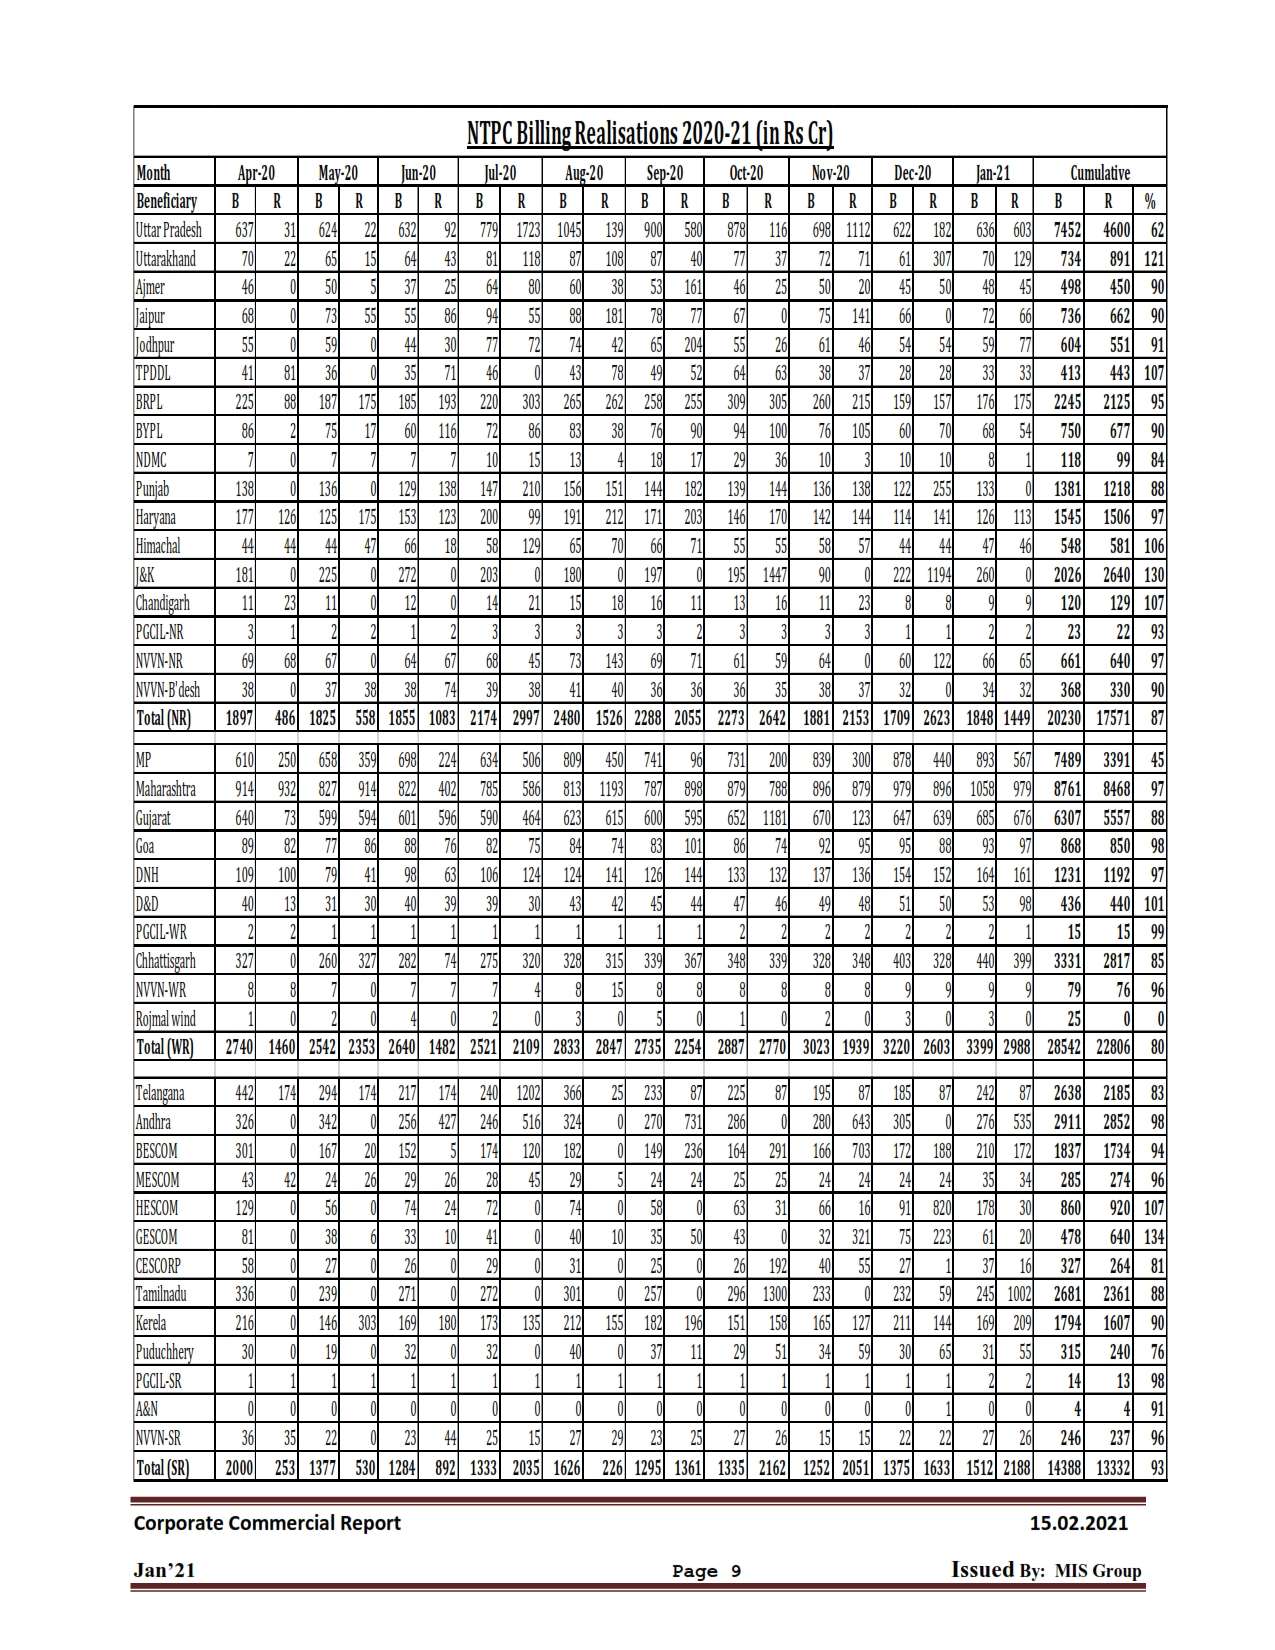 NTPC Billing Realisations 2020-21 (in Rs Cr)
Month Apr-20 May-20 Jun-20 Jul-20 Aug-20 Sep-20 Oct-20 Nov-20 Dec-20 Jan-21 Cumulative
Beneficiary B R B R B R B R B R B R B R B R B R B R B R %
Uttar Pradesh 637 31 624 22 632 92 779 1723 1045 139 900 580 878 116 698 1112 622 182 636 603 7452 4600 62
Uttarakhand 70 22 65 15 64 43 81 118 87 108 87 40 77 37 72 71 61 307 70 129 734 891 121
Ajmer 46 0 50 5 37 25 64 80 60 38 53 161 46 25 50 20 45 50 48 45 498 450 90
Jaipur 68 0 73 55 55 86 94 55 88 181 78 77 67 0 75 141 66 0 72 66 736 662 90
Jodhpur 55 0 59 0 44 30 77 72 74 42 65 204 55 26 61 46 54 54 59 77 604 551 91
TPDDL 41 81 36 0 35 71 46 0 43 78 49 52 64 63 38 37 28 28 33 33 413 443 107
BRPL 225 88 187 175 185 193 220 303 265 262 258 255 309 305 260 215 159 157 176 175 2245 2125 95
BYPL 86 2 75 17 60 116 72 86 83 38 76 90 94 100 76 105 60 70 68 54 750 677 90
NDMC 7 0 7 7 7 7 10 15 13 4 18 17 29 36 10 3 10 10 8 1 118 99 84
Punjab 138 0 136 0 129 138 147 210 156 151 144 182 139 144 136 138 122 255 133 0 1381 1218 88
Haryana 177 126 125 175 153 123 200 99 191 212 171 203 146 170 142 144 114 141 126 113 1545 1506 97
Himachal 44 44 44 47 66 18 58 129 65 70 66 71 55 55 58 57 44 44 47 46 548 581 106
J&K 181 0 225 0 272 0 203 0 180 0 197 0 195 1447 90 0 222 1194 260 0 2026 2640 130
Chandigarh 11 23 11 0 12 0 14 21 15 18 16 11 13 16 11 23 8 8 9 9 120 129 107
PGCIL-NR 3 1 2 2 1 2 3 3 3 3 3 2 3 3 3 3 1 1 2 2 23 22 93
NVVN-NR 69 68 67 0 64 67 68 45 73 143 69 71 61 59 64 0 60 122 66 65 661 640 97
NVVN-B'desh 38 0 37 38 38 74 39 38 41 40 36 36 36 35 38 37 32 0 34 32 368 330 90
Total (NR) 1897 486 1825 558 1855 1083 2174 2997 2480 1526 2288 2055 2273 2642 1881 2153 1709 2623 1848 1449 20230 17571 87
MP 610 250 658 359 698 224 634 506 809 450 741 96 731 200 839 300 878 440 893 567 7489 3391 45
Maharashtra 914 932 827 914 822 402 785 586 813 1193 787 898 879 788 896 879 979 896 1058 979 8761 8468 97
Gujarat 640 73 599 594 601 596 590 464 623 615 600 595 652 1181 670 123 647 639 685 676 6307 5557 88
Goa 89 82 77 86 88 76 82 75 84 74 83 101 86 74 92 95 95 88 93 97 868 850 98
DNH 109 100 79 41 98 63 106 124 124 141 126 144 133 132 137 136 154 152 164 161 1231 1192 97
D&D 40 13 31 30 40 39 39 30 43 42 45 44 47 46 49 48 51 50 53 98 436 440 101
PGCIL-WR 2 2 1 1 1 1 1 1 1 1 1 1 2 2 2 2 2 2 2 1 15 15 99
Chhattisgarh 327 0 260 327 282 74 275 320 328 315 339 367 348 339 328 348 403 328 440 399 3331 2817 85
NVVN-WR 8 8 7 0 7 7 7 4 8 15 8 8 8 8 8 8 9 9 9 9 79 76 96
Rojmal wind 1 0 2 0 4 0 2 0 3 0 5 0 1 0 2 0 3 0 3 0 25 0 0
Total (WR) 2740 1460 2542 2353 2640 1482 2521 2109 2833 2847 2735 2254 2887 2770 3023 1939 3220 2603 3399 2988 28542 22806 80
Telangana 442 174 294 174 217 174 240 1202 366 25 233 87 225 87 195 87 185 87 242 87 2638 2185 83
Andhra 326 0 342 0 256 427 246 516 324 0 270 731 286 0 280 643 305 0 276 535 2911 2852 98
BESCOM 301 0 167 20 152 5 174 120 182 0 149 236 164 291 166 703 172 188 210 172 1837 1734 94
MESCOM 43 42 24 26 29 26 28 45 29 5 24 24 25 25 24 24 24 24 35 34 285 274 96
HESCOM 129 0 56 0 74 24 72 0 74 0 58 0 63 31 66 16 91 820 178 30 860 920 107
GESCOM 81 0 38 6 33 10 41 0 40 10 35 50 43 0 32 321 75 223 61 20 478 640 134
CESCORP 58 0 27 0 26 0 29 0 31 0 25 0 26 192 40 55 27 1 37 16 327 264 81
Tamilnadu 336 0 239 0 271 0 272 0 301 0 257 0 296 1300 233 0 232 59 245 1002 2681 2361 88
Kerela 216 0 146 303 169 180 173 135 212 155 182 196 151 158 165 127 211 144 169 209 1794 1607 90
Puduchhery 30 0 19 0 32 0 32 0 40 0 37 11 29 51 34 59 30 65 31 55 315 240 76
PGCIL-SR 1 1 1 1 1 1 1 1 1 1 1 1 1 1 1 1 1 1 2 2 14 13 98
A&N 0 0 0 0 0 0 0 0 0 0 0 0 0 0 0 0 0 1 0 0 4 4 91
NVVN-SR 36 35 22 0 23 44 25 15 27 29 23 25 27 26 15 15 22 22 27 26 246 237 96
Total (SR) 2000 253 1377 530 1284 892 1333 2035 1626 226 1295 1361 1335 2162 1252 2051 1375 1633 1512 2188 14388 13332 93
Corporate Commercial Report 15.02.2021
Jan’21 Page 9 Issued By: MIS Group